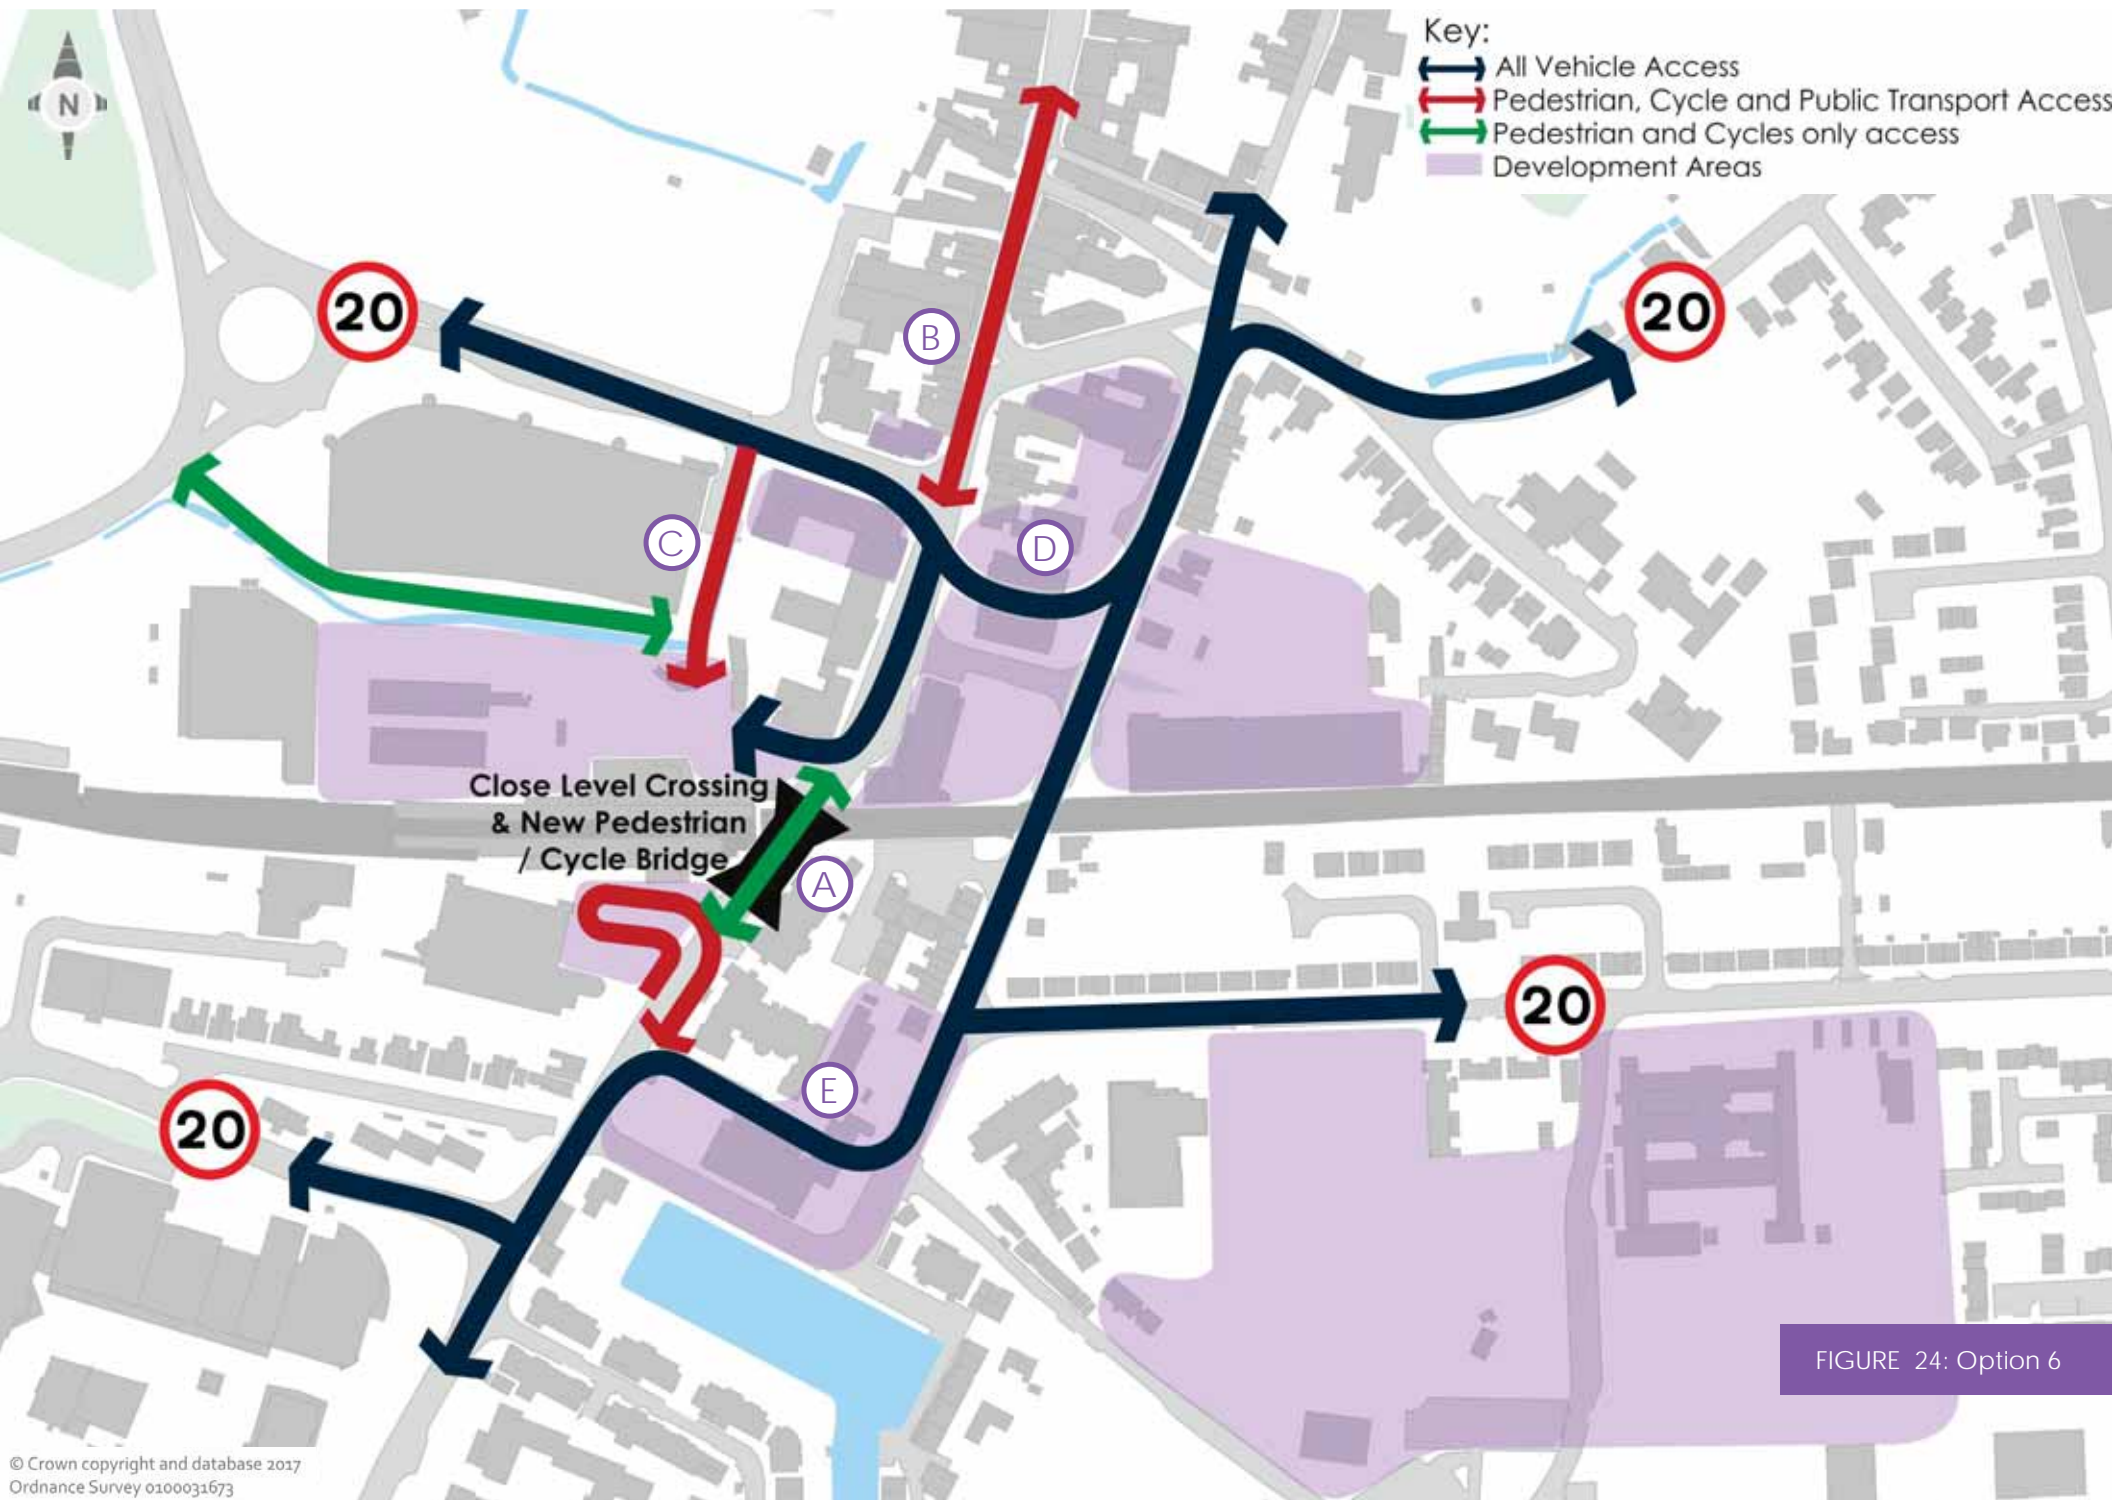 N
Key:
All Vehicle Access
Pedestrian, Cycle and Public Transport Access
Pedestrian and Cycles only access
Development Areas
20
20
B
C
D
Close Level Crossing
& New Pedestrian
/ Cycle Bridge
A
20
E
20
FIGURE 24: Option 6
© Crown copyright and database 2017
Ordnance Survey 0100031673